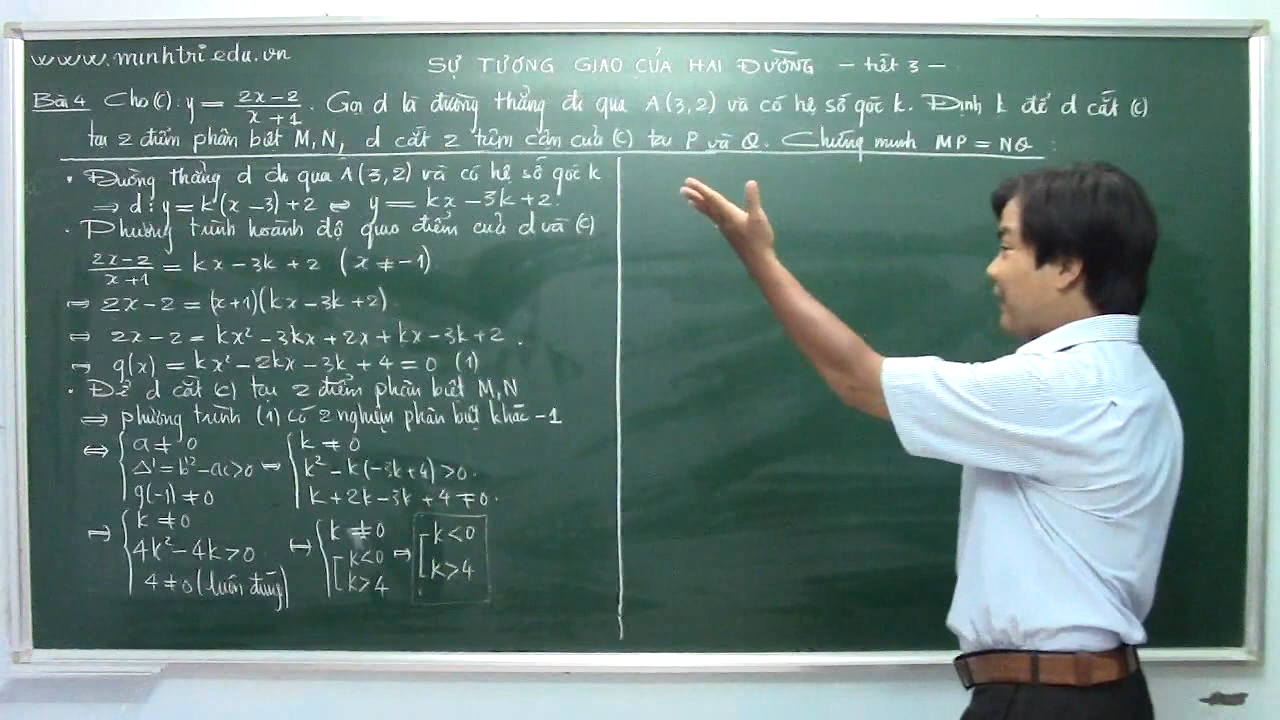 www.minhtri.edu.vn
SỰ TƯƠNG GIAO CỦA HAI ĐƯỜNG – tiết 3 –
Bài 4 Cho (C): y = (2x-2)/(x+1). Gọi d là đường thẳng đi qua A(3,2) và có hệ số góc k. Định k để d cắt (C)
tại 2 điểm phân biệt M,N, d cắt 2 tiệm cận của (C) tại P và Q. Chứng minh MP = NQ.
• Đường thẳng d đi qua A(3,2) và có hệ số góc k
⇒ d: y = k(x-3)+2 ⇔ y = kx-3k+2.
• Phương trình hoành độ giao điểm của d và (C)
(2x-2)/(x+1) = kx-3k+2 (x ≠ -1)
⇔ 2x-2 = (x+1)(kx-3k+2)
⇔ 2x-2 = kx²-3kx+2x+kx-3k+2.
⇔ g(x) = kx²-2kx-3k+4 = 0 (1)
• Để d cắt (C) tại 2 điểm phân biệt M,N
⇔ phương trình (1) có 2 nghiệm phân biệt khác -1
⇔ { a ≠ 0 { k ≠ 0
Δ' = b'²-ac > 0 ⇔ k²-k(-3k+4) > 0.
g(-1) ≠ 0 k+2k-3k+4 ≠ 0.
⇔ { k ≠ 0 ⇔ { k ≠ 0 ⇔ [ k < 0
4k²-4k > 0 [ k < 0 k > 4
4 ≠ 0 (luôn đúng) k > 4